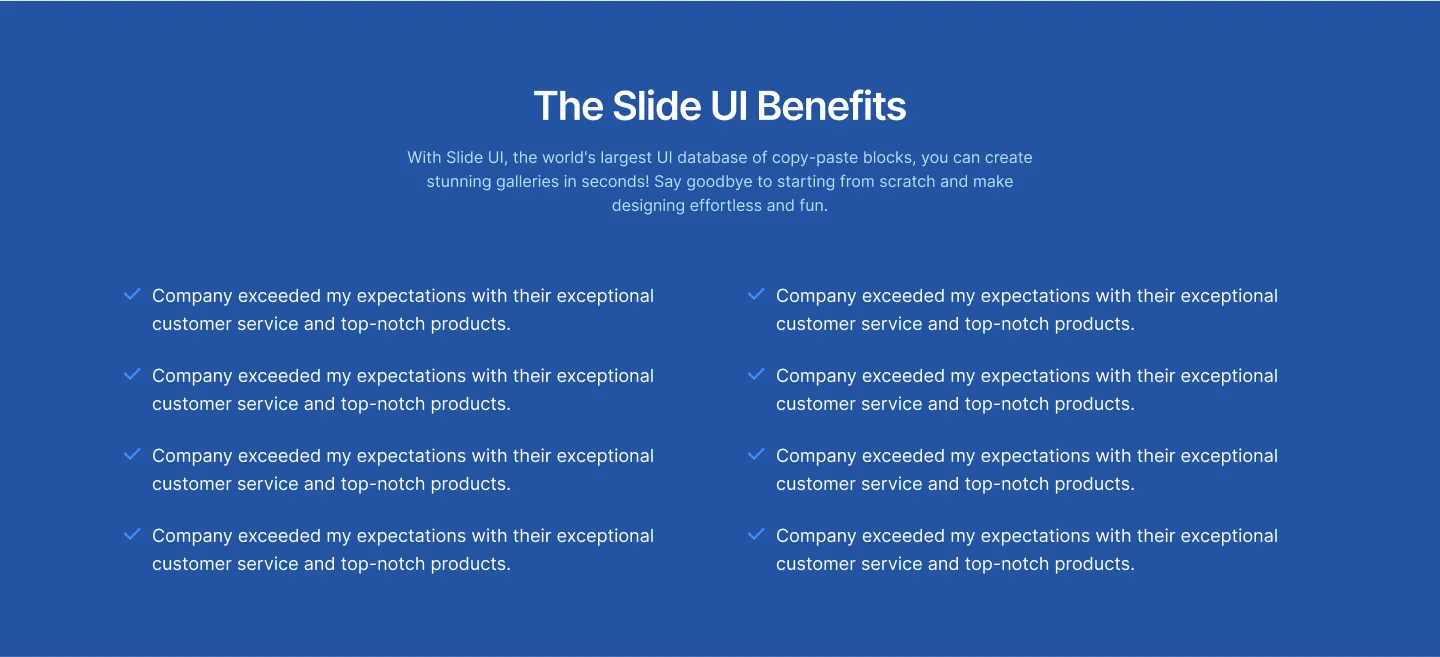 The Slide UI Benefits
With Slide UI, the world's largest UI database of copy-paste blocks, you can create
stunning galleries in seconds! Say goodbye to starting from scratch and make
designing effortless and fun.
Company exceeded my expectations with their exceptional
customer service and top-notch products.
Company exceeded my expectations with their exceptional
customer service and top-notch products.
Company exceeded my expectations with their exceptional
customer service and top-notch products.
Company exceeded my expectations with their exceptional
customer service and top-notch products.
Company exceeded my expectations with their exceptional
customer service and top-notch products.
Company exceeded my expectations with their exceptional
customer service and top-notch products.
Company exceeded my expectations with their exceptional
customer service and top-notch products.
Company exceeded my expectations with their exceptional
customer service and top-notch products.